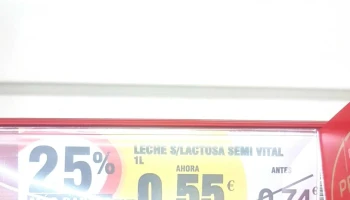 LECHE S/LACTOSA SEMI VITAL
1L
25%
AHORA
0,55€
ANTES
0,74€